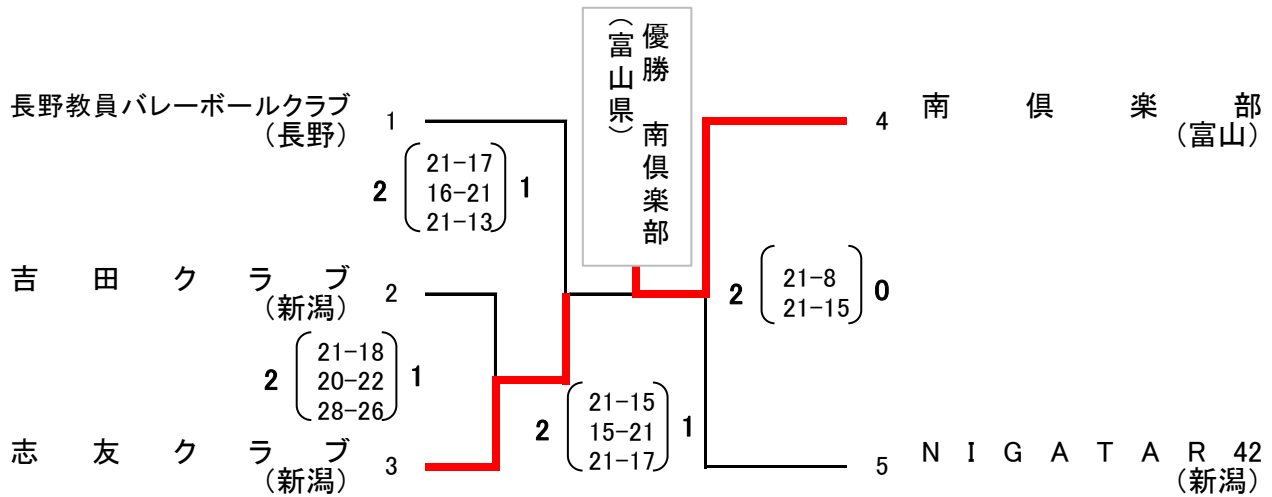 優勝　南倶楽部
（富山県）
長野教員バレーボールクラブ
（長野）
1
2
21-17
16-21
21-13
1
吉田クラブ
（新潟）
2
2
21-18
20-22
28-26
1
志友クラブ
（新潟）
3
2
21-15
15-21
21-17
1
南倶楽部
（富山）
4
2
21-8
21-15
0
NIGATAR42
（新潟）
5